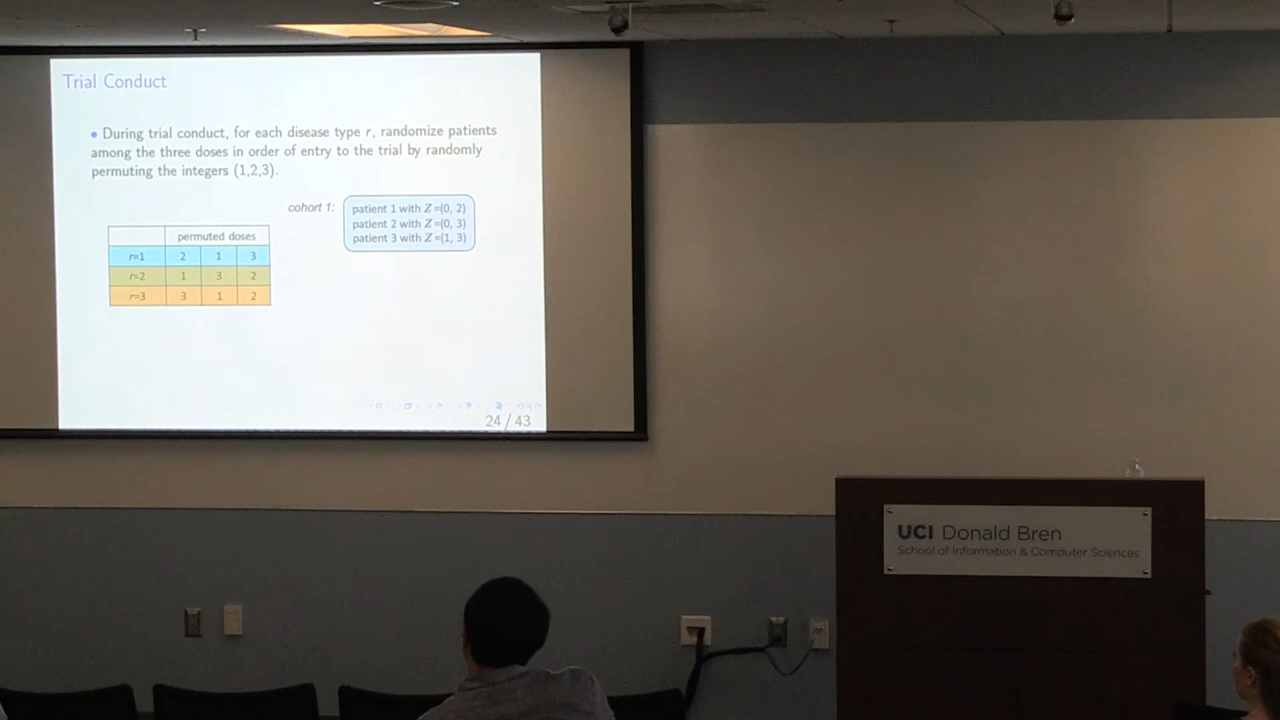 Trial Conduct
• During trial conduct, for each disease type r, randomize patients
among the three doses in order of entry to the trial by randomly
permuting the integers (1,2,3).
cohort 1:
patient 1 with Z =(0, 2)
patient 2 with Z =(0, 3)
patient 3 with Z =(1, 3)
permuted doses
r=1 2 1 3
r=2 1 3 2
r=3 3 1 2
24 / 43
UCI Donald Bren
School of Information & Computer Sciences